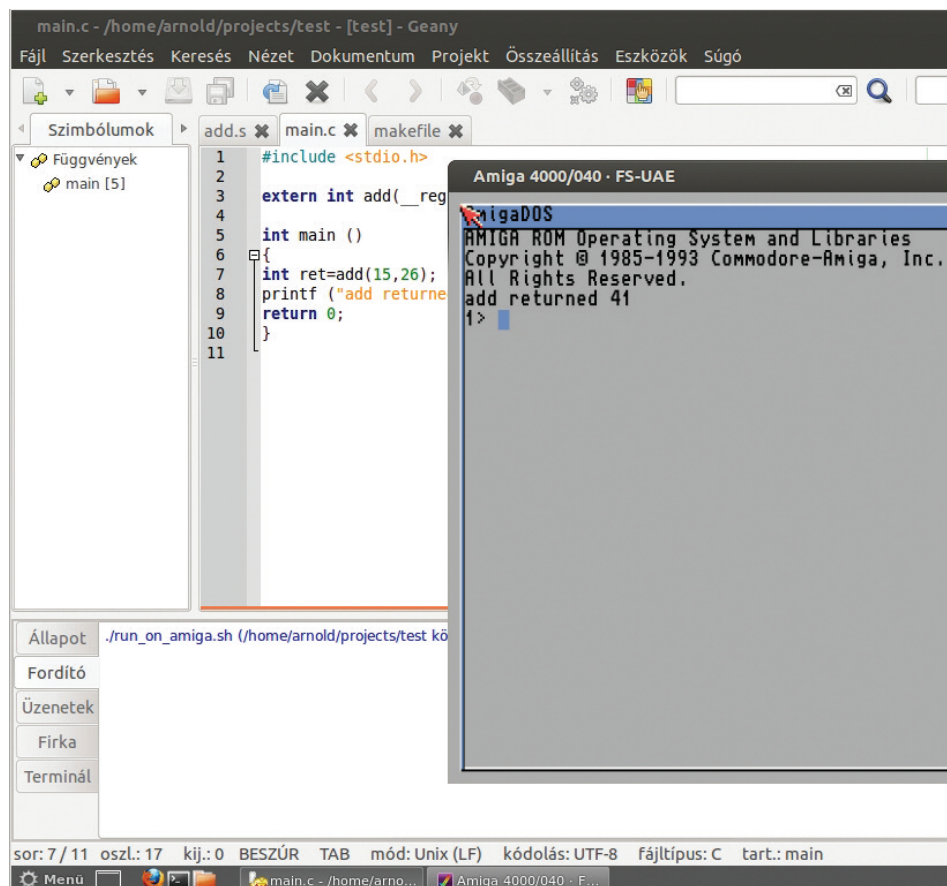 main.c - /home/arnold/projects/test - [test] - Geany
Fájl Szerkesztés Keresés Nézet Dokumentum Projekt Összeállítás Eszközök Súgó
Szimbólumok
add.s main.c makefile
Függvények
main [5]
1 #include <stdio.h>
2
3 extern int add(__reg
4
5 int main ()
6 {
7 int ret=add(15,26);
8 printf ("add returne
9 return 0;
10 }
11
Amiga 4000/040 · FS-UAE
AmigaDOS
AMIGA ROM Operating System and Libraries
Copyright © 1985-1993 Commodore-Amiga, Inc.
All Rights Reserved.
add returned 41
1>
Állapot
Fordító
Üzenetek
Firka
Terminál
./run_on_amiga.sh (/home/arnold/projects/test kö
sor: 7 / 11 oszl.: 17 kij.: 0 BESZÚR TAB mód: Unix (LF) kódolás: UTF-8 fájltípus: C tart.: main
Menü main.c - /home/arno... Amiga 4000/040 · F...